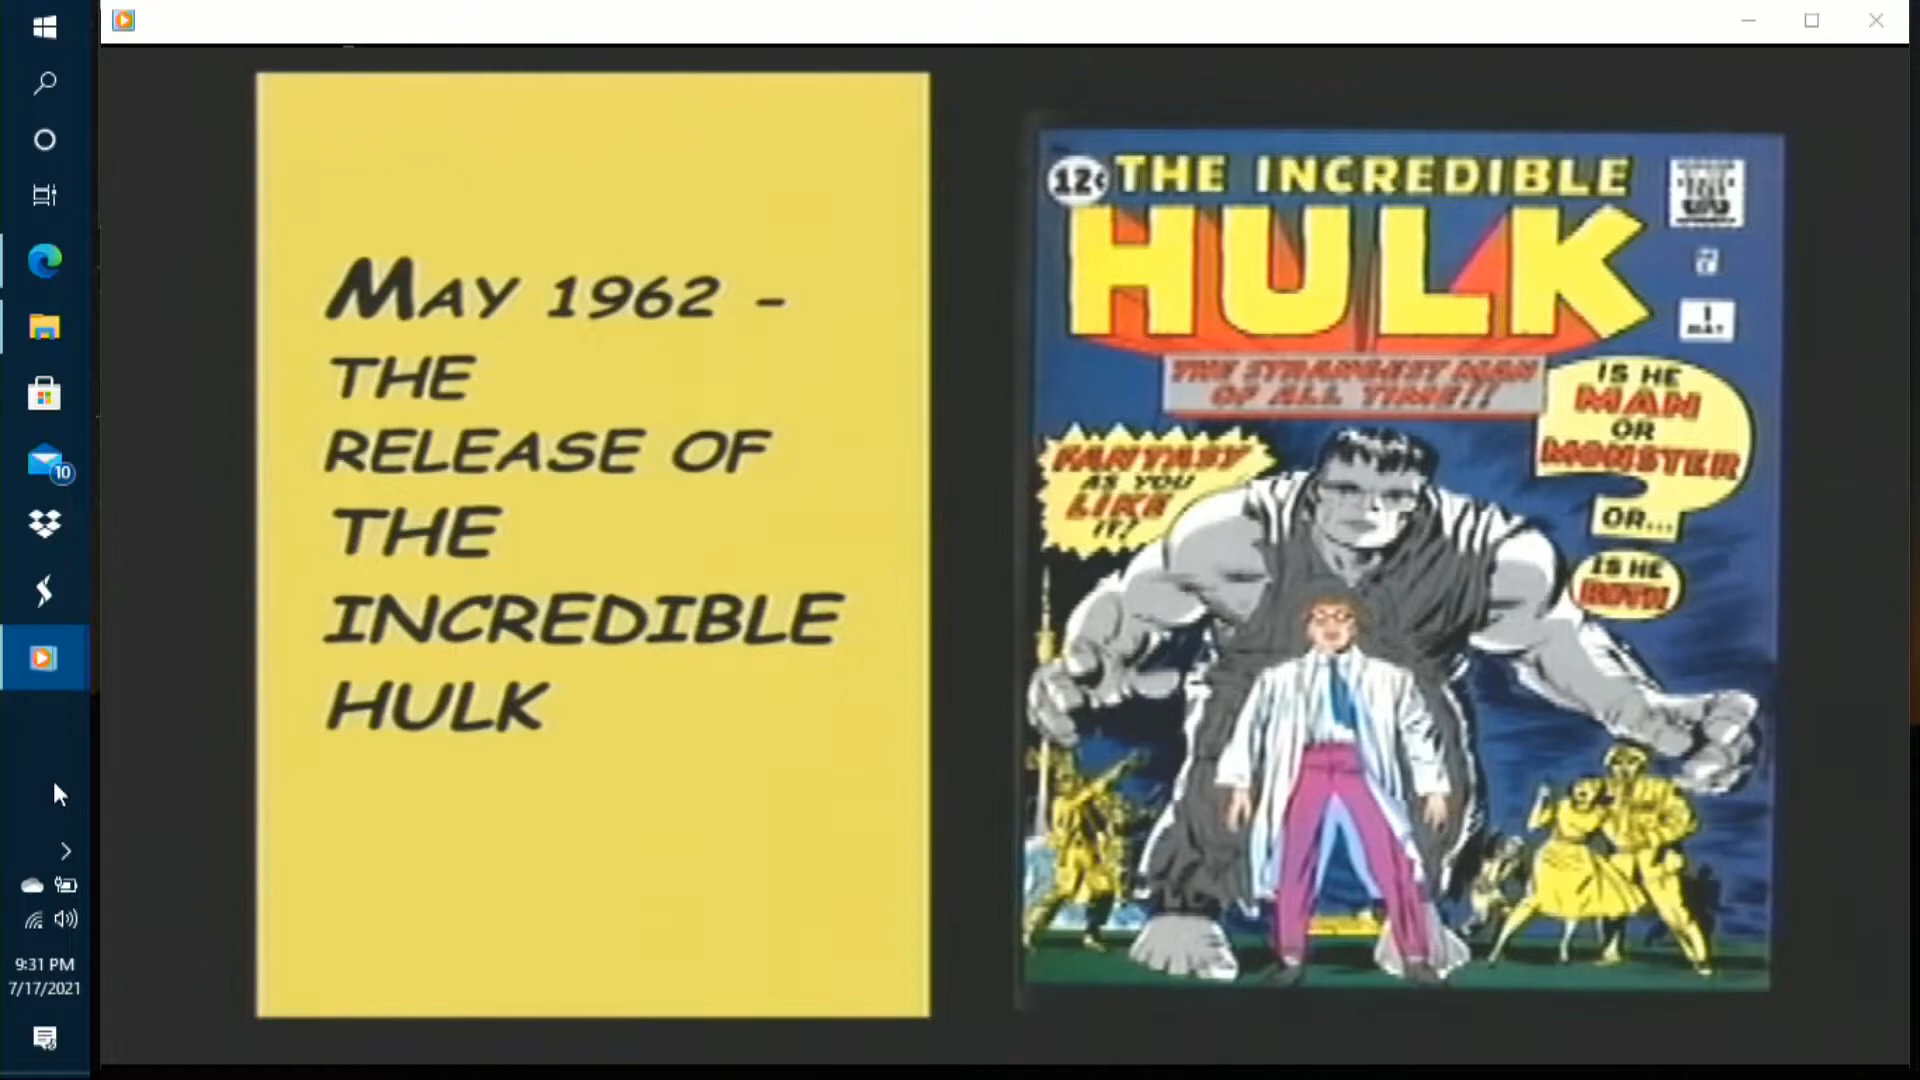 MAY 1962 -
THE
RELEASE OF
THE
INCREDIBLE
HULK
12¢
THE INCREDIBLE
HULK
1
MAY
THE STRANGEST MAN
OF ALL TIME!!
IS HE
MAN
OR
MONSTER
OR...
IS HE
BOTH
FANTASY
AS YOU
LIKE
IT!
10
9:31 PM
7/17/2021